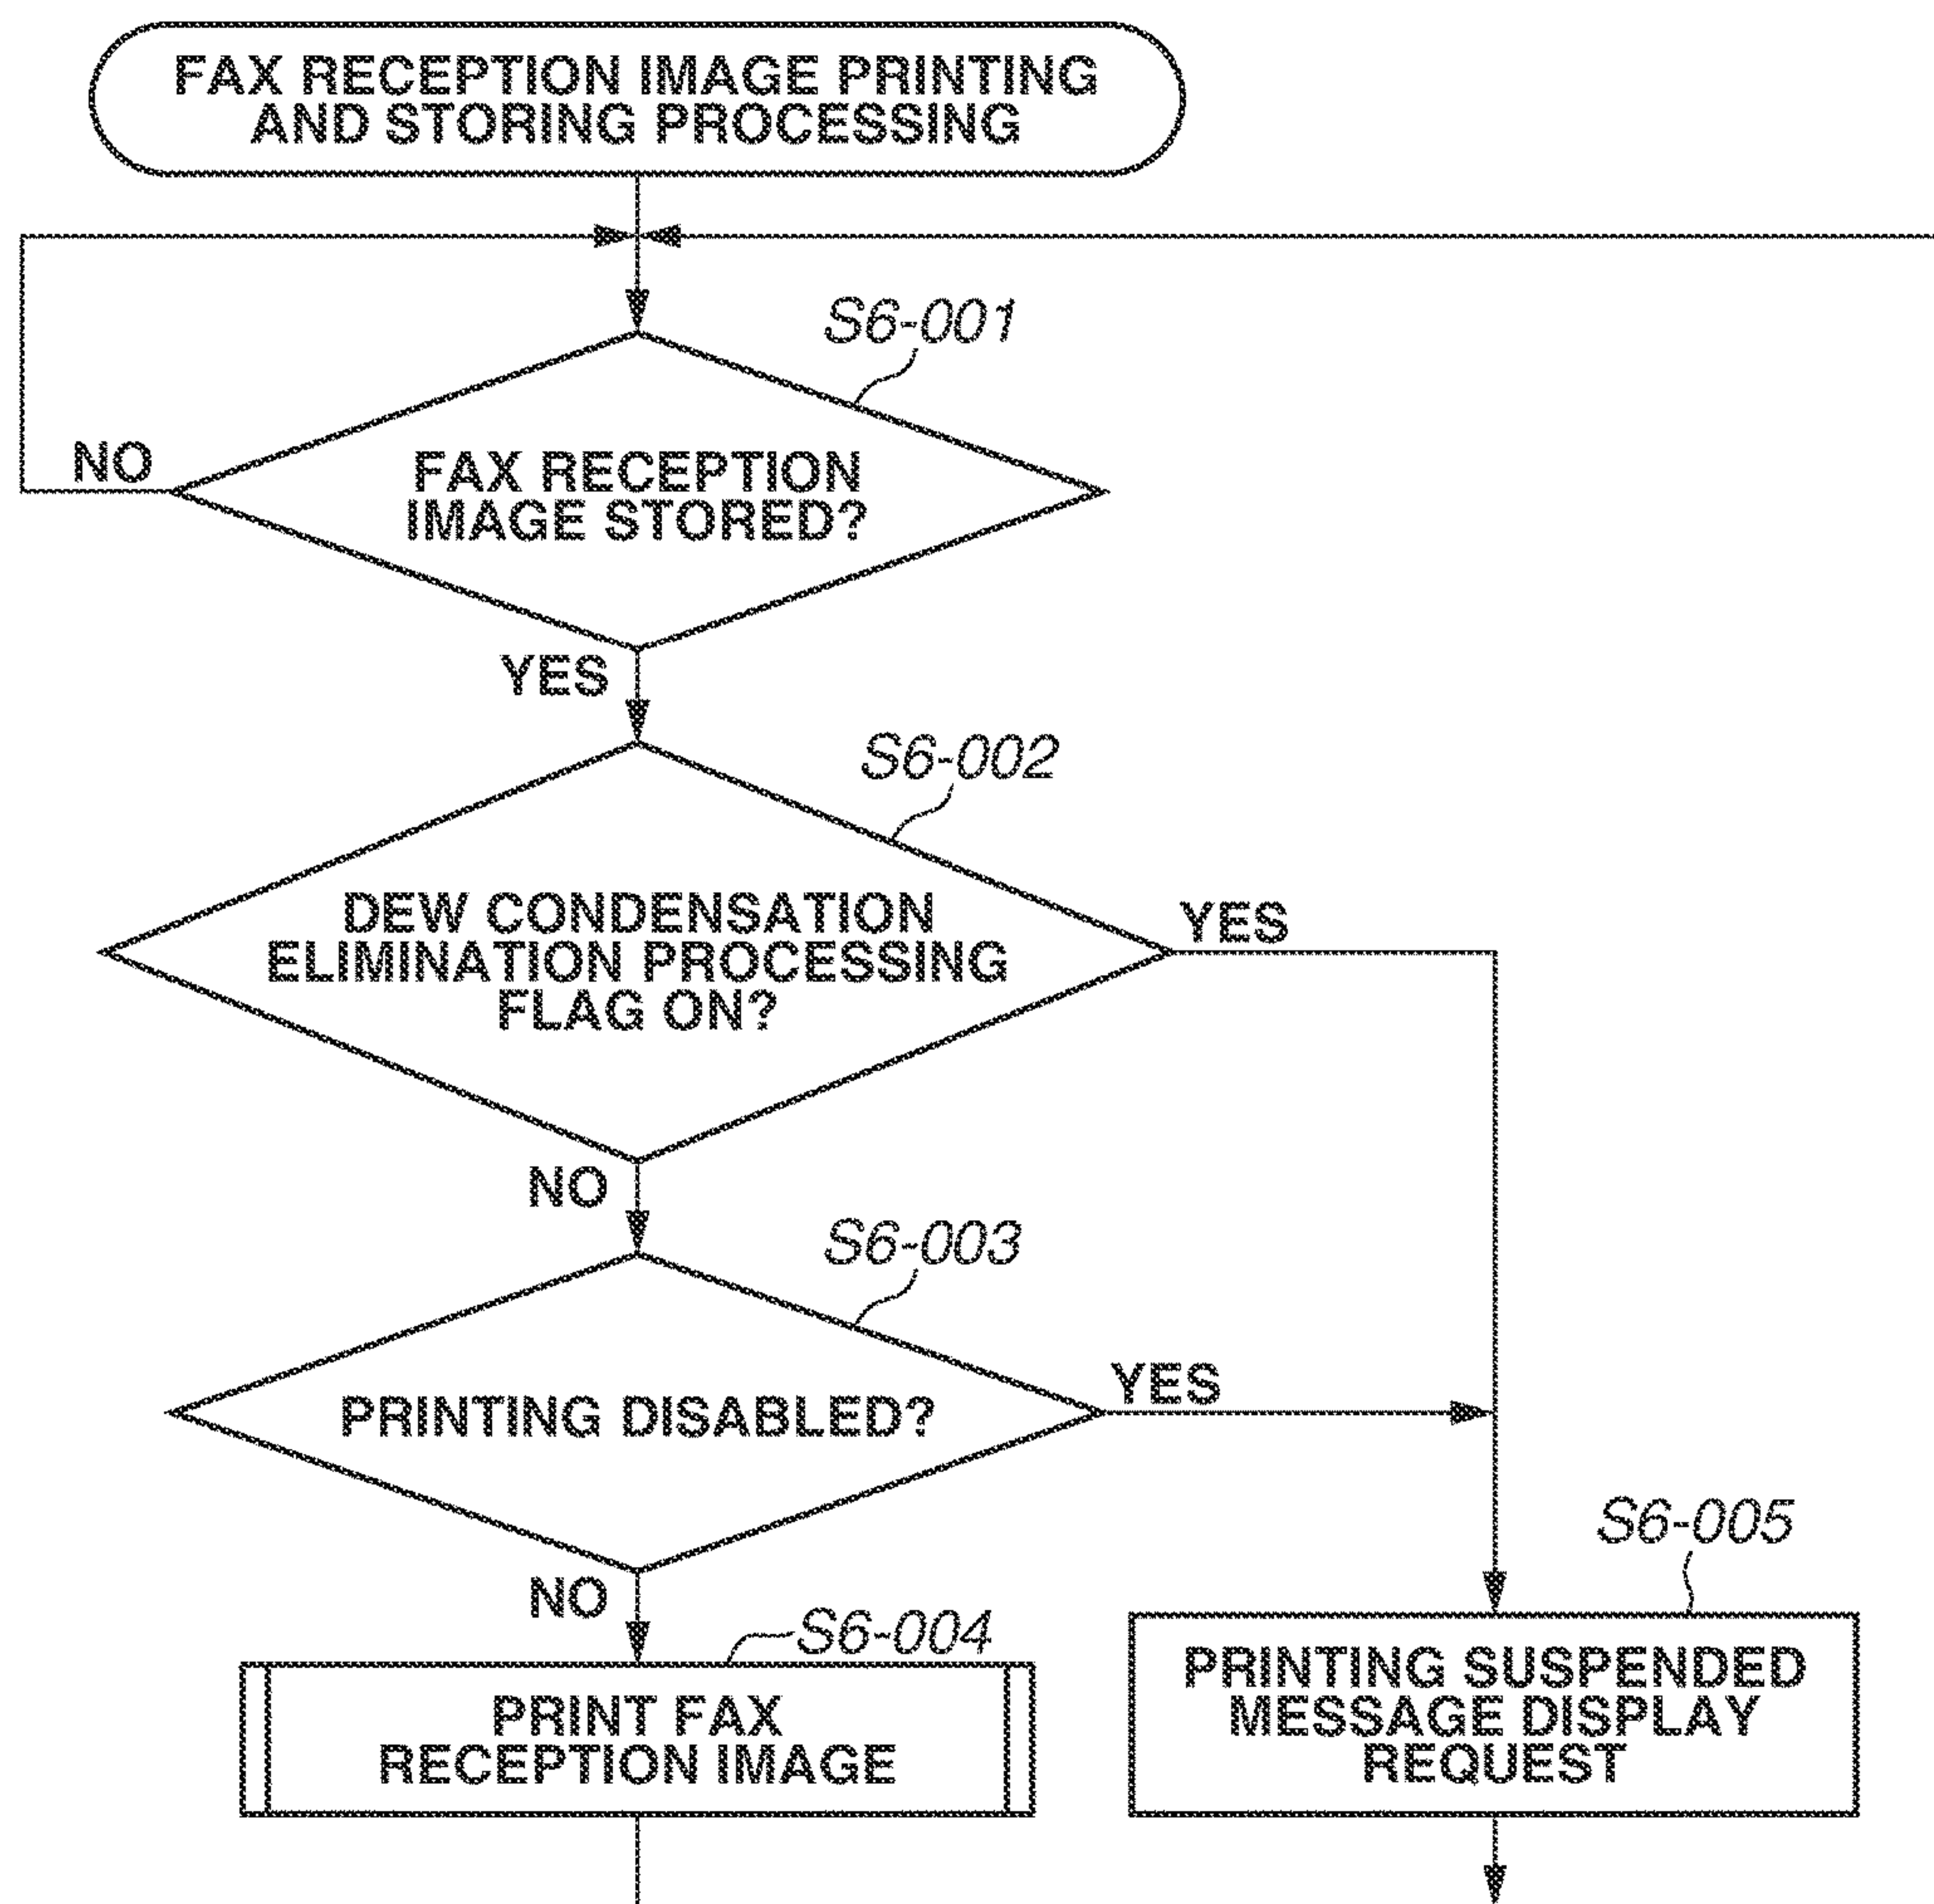 FAX RECEPTION IMAGE PRINTING
AND STORING PROCESSING
S6-001
NO
FAX RECEPTION
IMAGE STORED?
YES
S6-002
DEW CONDENSATION
ELIMINATION PROCESSING
FLAG ON?
YES
NO
S6-003
PRINTING DISABLED?
YES
NO
S6-004
PRINT FAX
RECEPTION IMAGE
S6-005
PRINTING SUSPENDED
MESSAGE DISPLAY
REQUEST